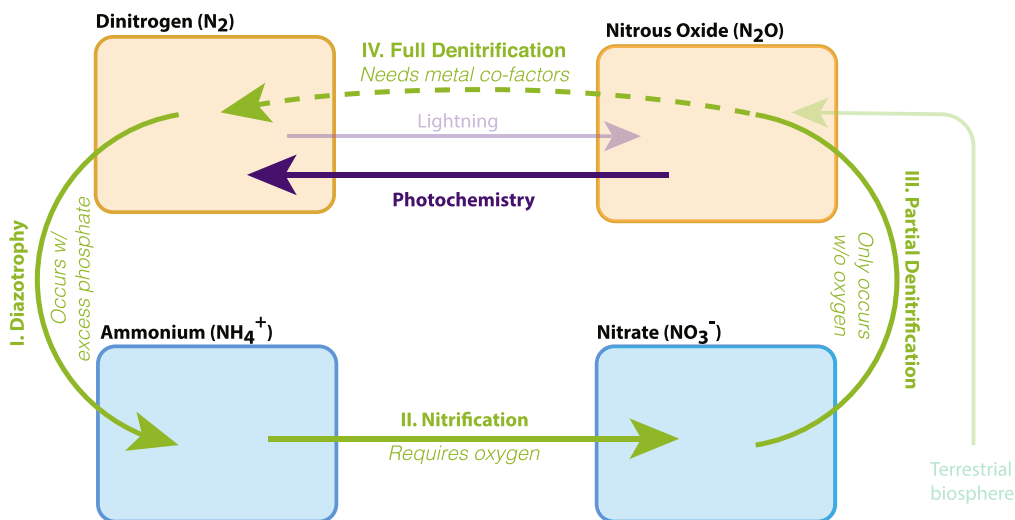 Dinitrogen (N2)
Nitrous Oxide (N2O)
IV. Full Denitrification
Needs metal co-factors
Lightning
Photochemistry
I. Diazotrophy
Occurs w/
excess phosphate
III. Partial Denitrification
Only occurs
w/o oxygen
Ammonium (NH4+)
Nitrate (NO3-)
II. Nitrification
Requires oxygen
Terrestrial
biosphere